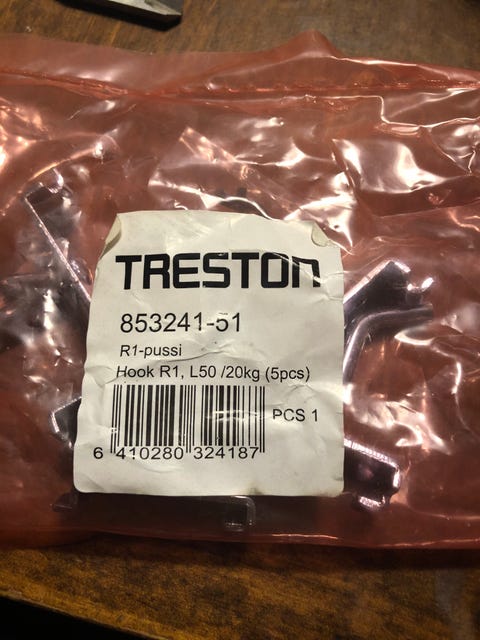 TRESTON
853241-51
R1-pussi
Hook R1, L50 /20kg (5pcs)
PCS 1
6 410280 324187